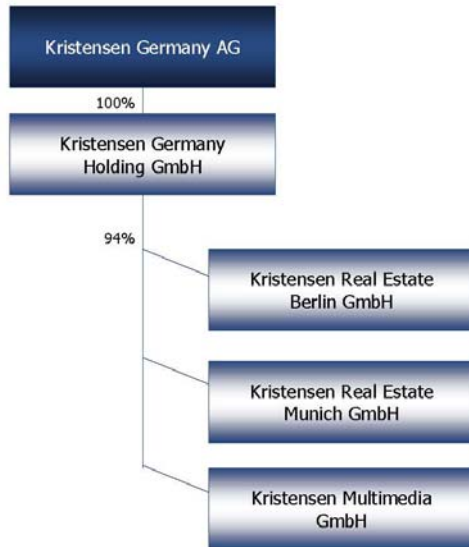 Kristensen Germany AG
100%
Kristensen Germany
Holding GmbH
94%
Kristensen Real Estate
Berlin GmbH
Kristensen Real Estate
Munich GmbH
Kristensen Multimedia
GmbH